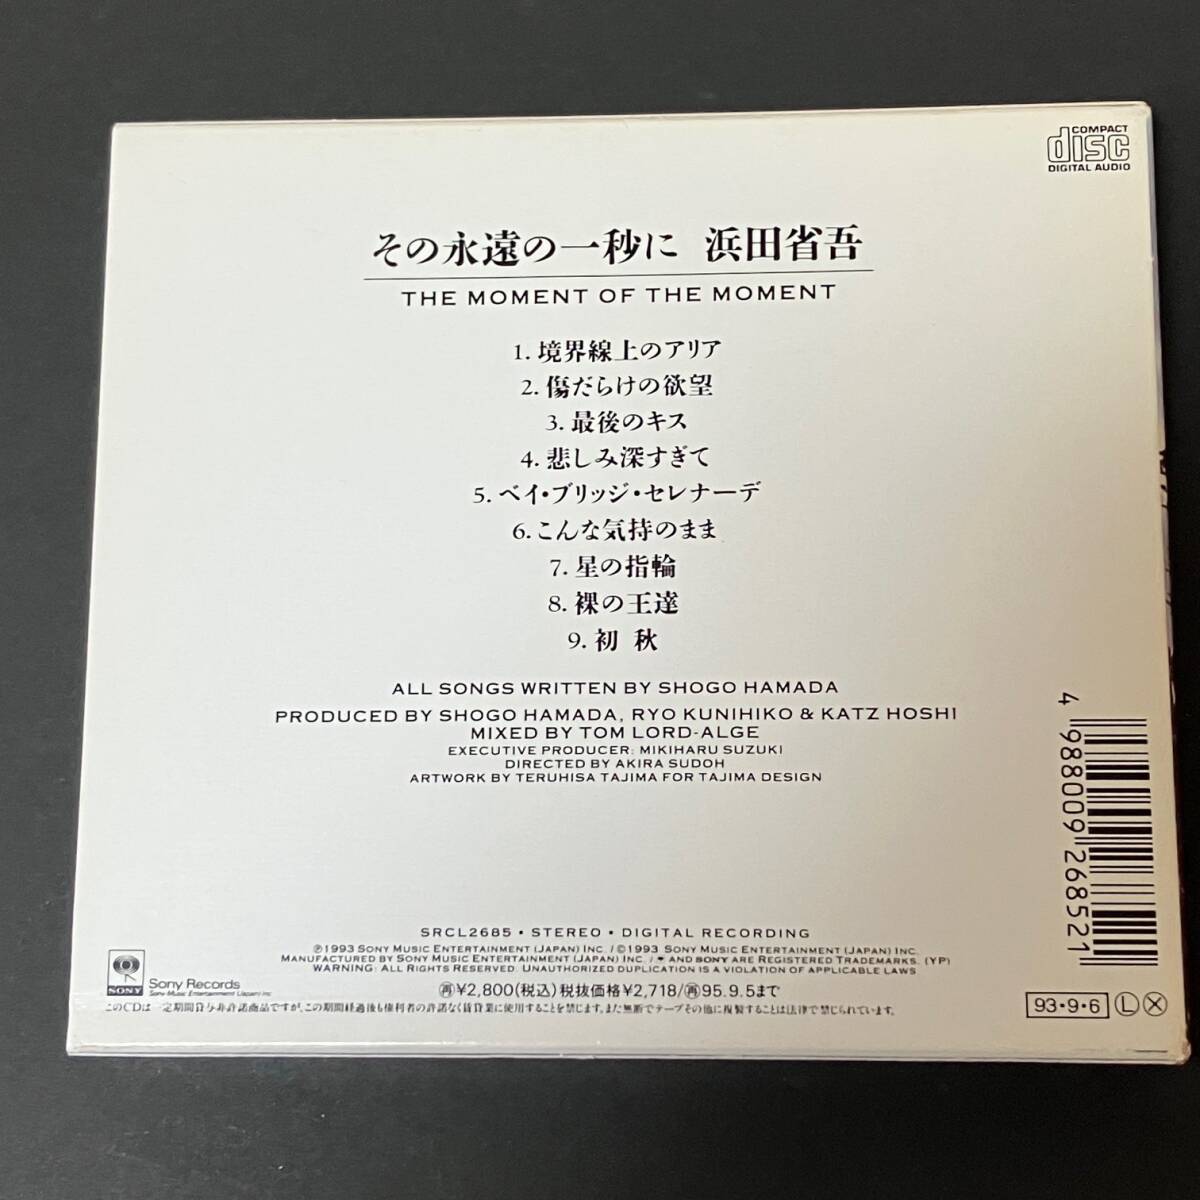 COMPACT
disc
DIGITAL AUDIO
その永遠の一秒に 浜田省吾
THE MOMENT OF THE MOMENT
1. 境界線上のアリア
2. 傷だらけの欲望
3. 最後のキス
4. 悲しみ深すぎて
5. ベイ・ブリッジ・セレナーデ
6. こんな気持のまま
7. 星の指輪
8. 裸の王達
9. 初 秋
ALL SONGS WRITTEN BY SHOGO HAMADA
PRODUCED BY SHOGO HAMADA, RYO KUNIHIKO & KATZ HOSHI
MIXED BY TOM LORD-ALGE
EXECUTIVE PRODUCER: MIKIHARU SUZUKI
DIRECTED BY AKIRA SUDOH
ARTWORK BY TERUHISA TAJIMA FOR TAJIMA DESIGN
4 988009 268521
SRCL2685・STEREO・DIGITAL RECORDING
℗1993 SONY MUSIC ENTERTAINMENT (JAPAN) INC. / ©1993 SONY MUSIC ENTERTAINMENT (JAPAN) INC.
MANUFACTURED BY SONY MUSIC ENTERTAINMENT (JAPAN) INC. / AND SONY ARE REGISTERED TRADEMARKS. (YP)
WARNING: ALL RIGHTS RESERVED. UNAUTHORIZED DUPLICATION IS A VIOLATION OF APPLICABLE LAWS
SONY
Sony Records
Sony Music Entertainment (Japan) Inc.
㊢¥2,800(税込)税抜価格¥2,718/㊢95.9.5まで
このCDは一定期間貸与非許諾商品ですが、この期間経過後も権利者の許諾なく賃貸業に使用することを禁じます。また無断でテープその他に複製することは法律で禁じられています。
93・9・6 Ⓛ Ⓧ